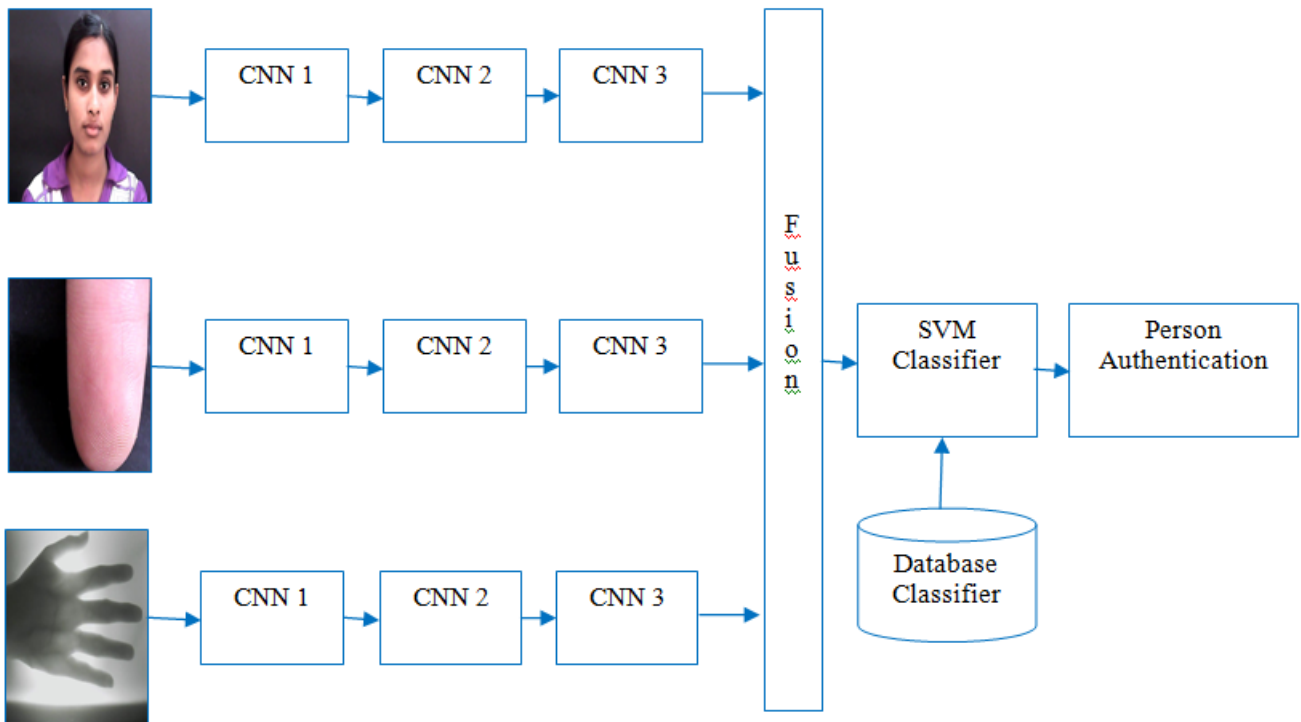 CNN 1
CNN 2
CNN 3
CNN 1
CNN 2
CNN 3
CNN 1
CNN 2
CNN 3
F
u
s
i
o
n
SVM
Classifier
Person
Authentication
Database
Classifier